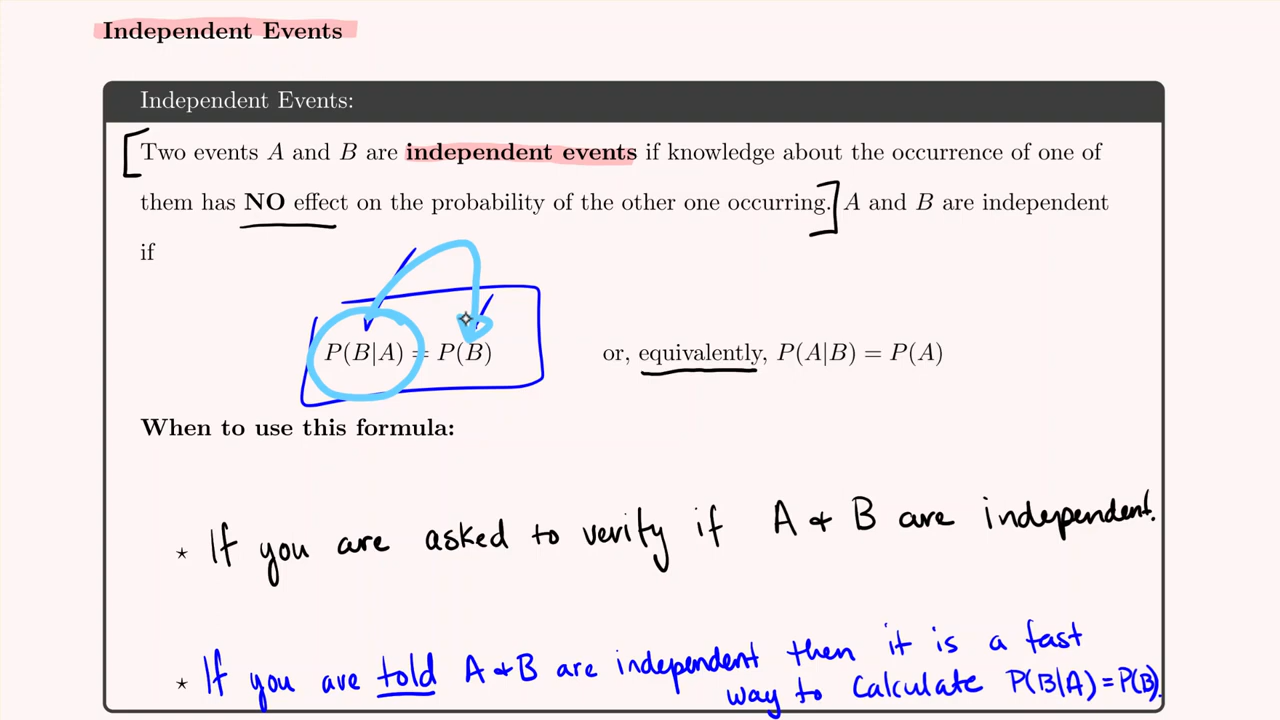 Independent Events
Independent Events:
Two events A and B are independent events if knowledge about the occurrence of one of
them has NO effect on the probability of the other one occurring. A and B are independent
if
P(B|A) = P(B) or, equivalently, P(A|B) = P(A)
When to use this formula:
* If you are asked to verify if A & B are independent.
* If you are told A & B are independent then it is a fast
way to calculate P(B|A)=P(B).